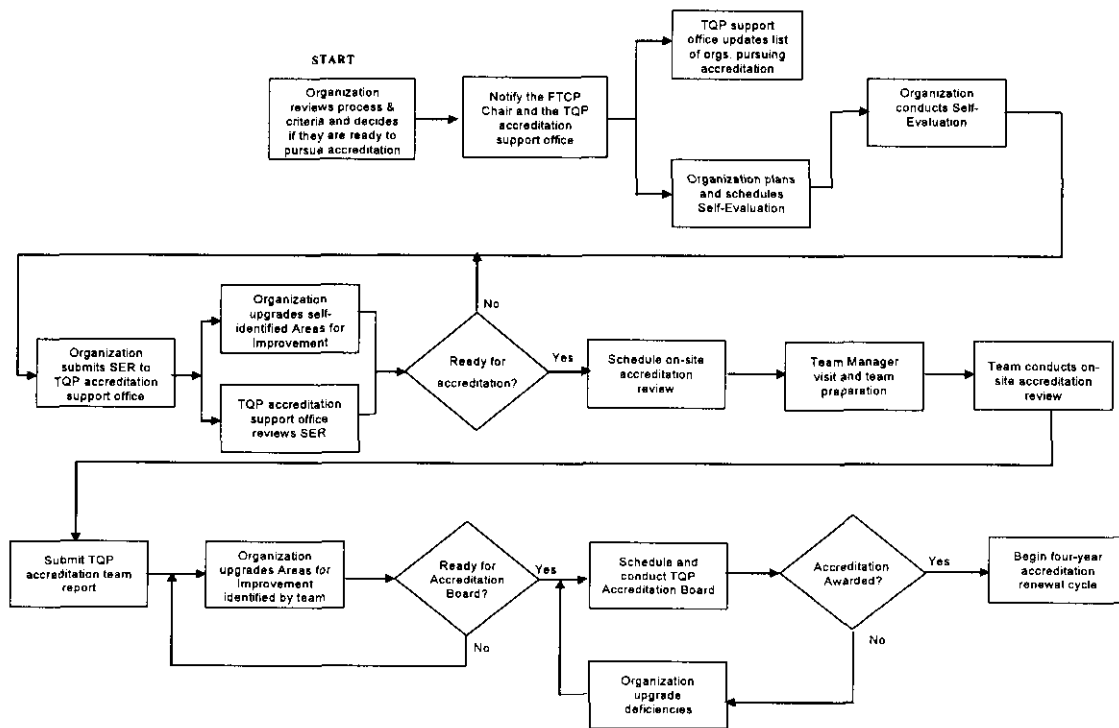 START
Organization
reviews process &
criteria and decides
if they are ready to
pursue accreditation
Notify the FTCP
Chair and the TQP
accreditation
support office
TQP support
office updates list
of orgs. pursuing
accreditation
Organization plans
and schedules
Self-Evaluation
Organization
conducts Self-
Evaluation
Organization
submits SER to
TQP accreditation
support office
Organization
upgrades self-
identified Areas for
Improvement
TQP accreditation
support office
reviews SER
No
Ready for
accreditation?
Yes
Schedule on-site
accreditation
review
Team Manager
visit and team
preparation
Team conducts on-
site accreditation
review
Submit TQP
accreditation team
report
Organization
upgrades Areas for
Improvement
identified by team
Ready for
Accreditation
Board?
Yes
No
Schedule and
conduct TQP
Accreditation Board
Accreditation
Awarded?
Yes
No
Begin four-year
accreditation
renewal cycle
Organization
upgrade
deficiencies